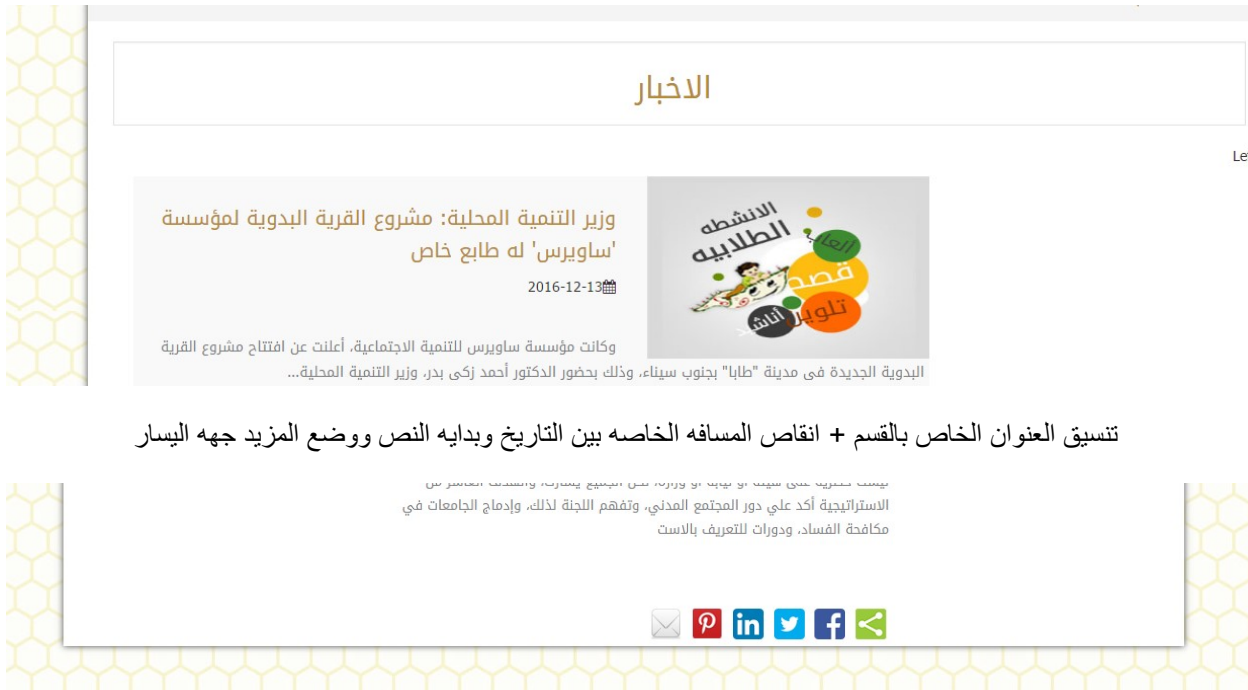 الاخبار
Le
الانشطه
الطلابيه
العاب
قصص
تلوين
أناشيد
وزير التنمية المحلية: مشروع القرية البدوية لمؤسسة
'ساويرس' له طابع خاص
2016-12-13
وكانت مؤسسة ساويرس للتنمية الاجتماعية، أعلنت عن افتتاح مشروع القرية
البدوية الجديدة فى مدينة "طابا" بجنوب سيناء، وذلك بحضور الدكتور أحمد زكى بدر، وزير التنمية المحلية...
تنسيق العنوان الخاص بالقسم + انقاص المسافه الخاصه بين التاريخ وبدايه النص ووضع المزيد جهه اليسار
الاستراتيجية أكد علي دور المجتمع المدني، وتفهم اللجنة لذلك، وإدماج الجامعات في
مكافحة الفساد، ودورات للتعريف بالاست